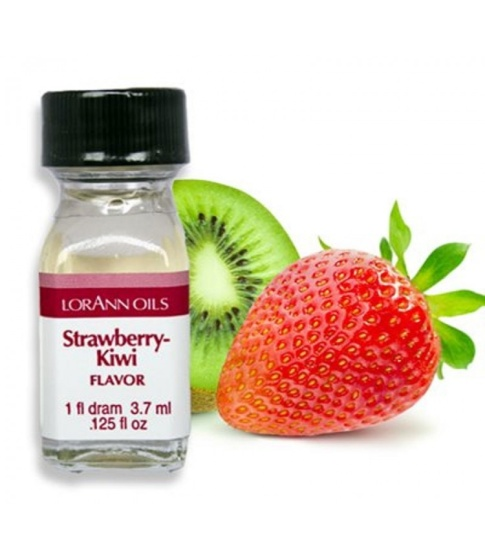 LORANN OILS
Strawberry-
Kiwi
FLAVOR
1 fl dram 3.7 ml
.125 fl oz